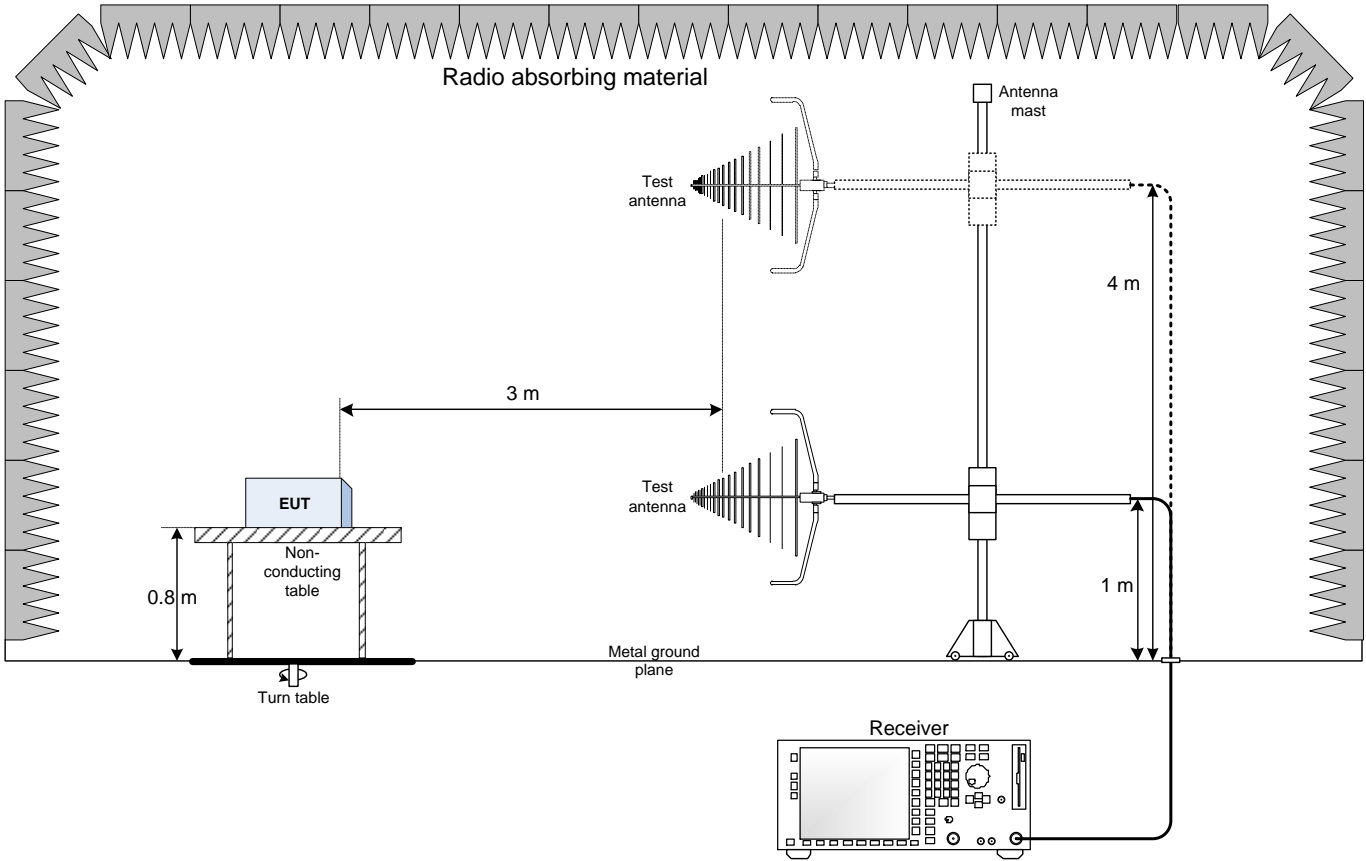 Radio absorbing material
Antenna
mast
Test
antenna
4 m
3 m
Test
antenna
EUT
Non-
conducting
table
0.8 m
1 m
Metal ground
plane
Turn table
Receiver